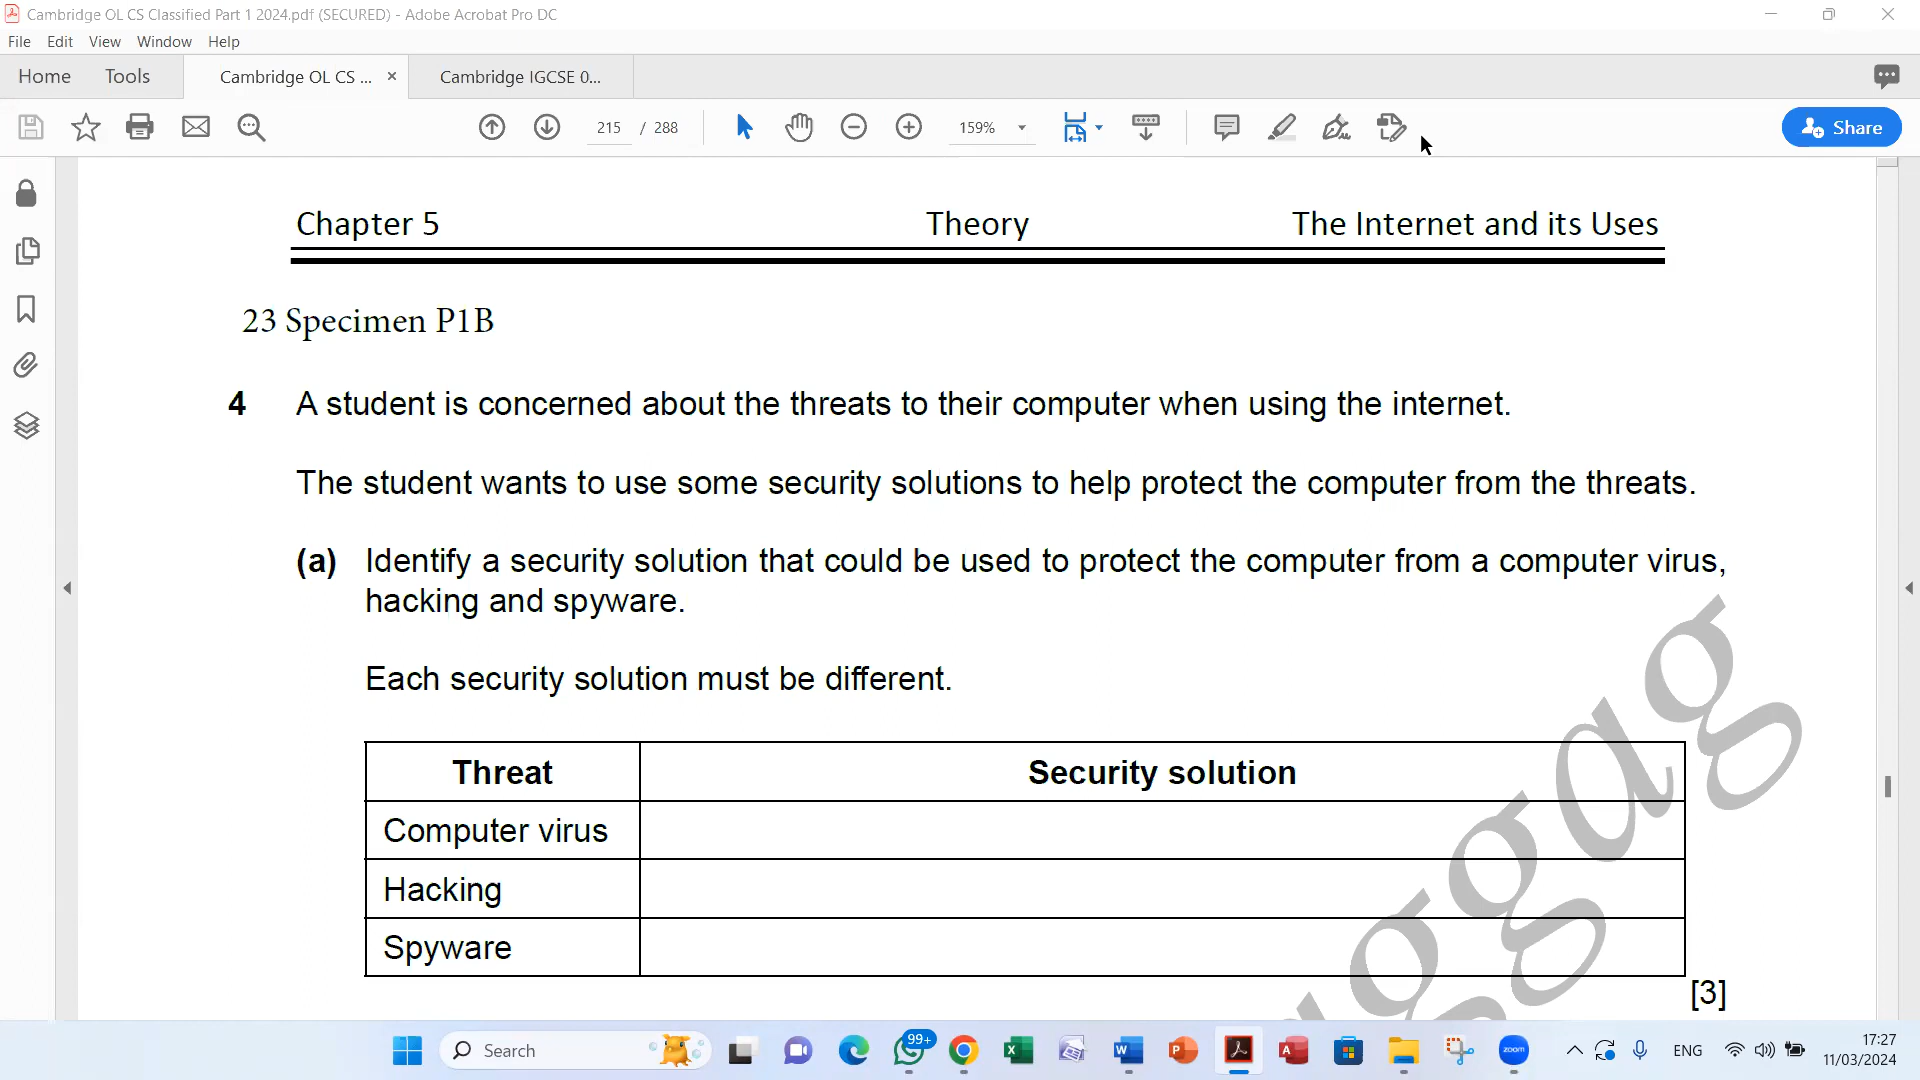 Cambridge OL CS Classified Part 1 2024.pdf (SECURED) - Adobe Acrobat Pro DC
File Edit View Window Help
Home Tools Cambridge OL CS ... × Cambridge IGCSE 0...
215 / 288 159% Share
Chapter 5 Theory The Internet and its Uses
23 Specimen P1B
4 A student is concerned about the threats to their computer when using the internet.
The student wants to use some security solutions to help protect the computer from the threats.
(a) Identify a security solution that could be used to protect the computer from a computer virus,
hacking and spyware.
Each security solution must be different.
Threat Security solution
Computer virus
Hacking
Spyware
[3]
Search 99+ zoom ENG 17:27
11/03/2024